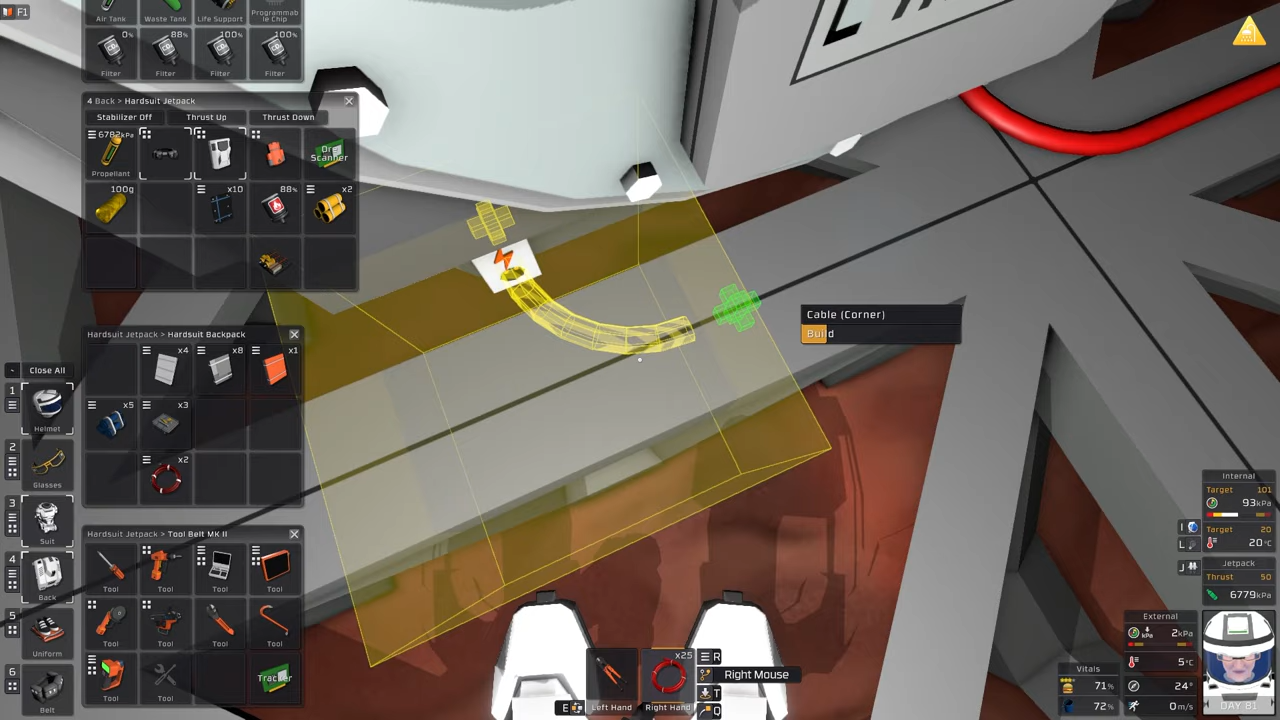 F1
Air Tank Waste Tank Life Support Programmab le Chip
0% 88% 100% 100%
Filter Filter Filter Filter
4 Back > Hardsuit Jetpack
Stabilizer Off Thrust Up Thrust Down
6782kPa
Propellant
Ore Scanner
100g x10 88% x2
Hardsuit Jetpack > Hardsuit Backpack
x4 x8 x1
x5 x3
x2
Close All
1
Helmet
2
Glasses
3
Suit
4
Back
5
Uniform
6
Belt
Hardsuit Jetpack > Tool Belt MK II
Tool Tool Tool Tool
Tool Tool Tool Tool
Tool Tool Tracker
Cable (Corner)
Build
E Left Hand
x25
Right Hand
R
Right Mouse
T
Q
Internal
Target 101
93kPa
Target 20
20°C
I
L
J
Jetpack
Thrust 50
6779kPa
External
2kPa
5°C
24°
0m/s
Vitals
71%
72%
DAY 81